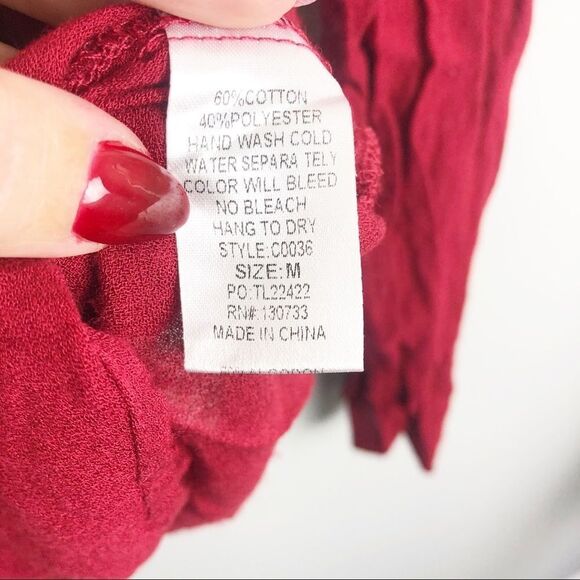 60%COTTON
40%POLYESTER
HAND WASH COLD
WATER SEPARA TELY
COLOR WILL BLEED
NO BLEACH
HANG TO DRY
STYLE:C0036
SIZE:M
PO:TL22422
RN#:130733
MADE IN CHINA